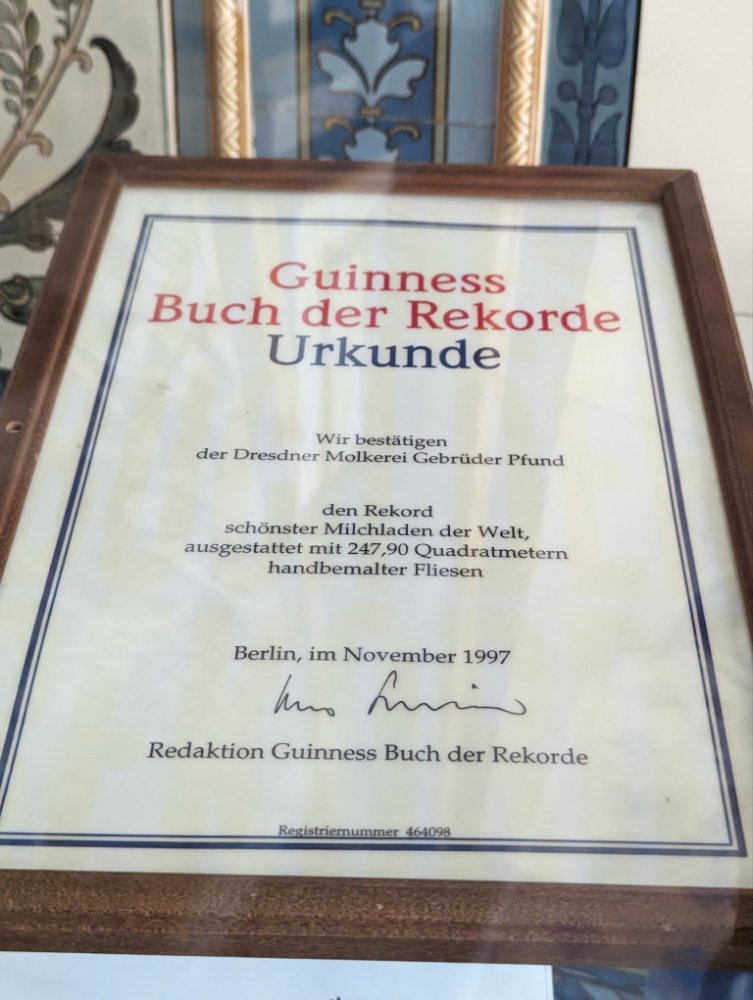 Guinness
Buch der Rekorde
Urkunde
Wir bestätigen
der Dresdner Molkerei Gebrüder Pfund
den Rekord
schönster Milchladen der Welt,
ausgestattet mit 247,90 Quadratmetern
handbemalter Fliesen
Berlin, im November 1997
Redaktion Guinness Buch der Rekorde
Registriernummer 464098